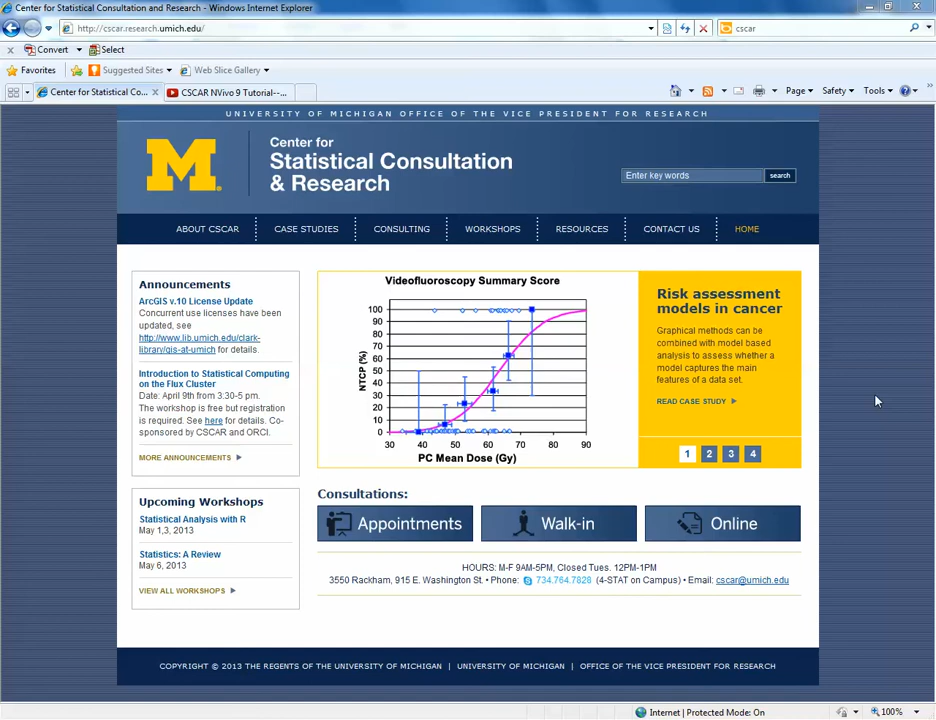 Center for Statistical Consultation and Research - Windows Internet Explorer
http://cscar.research.umich.edu/
cscar
x Convert Select
Favorites Suggested Sites Web Slice Gallery
Center for Statistical Co... CSCAR NVivo 9 Tutorial--...
Page Safety Tools
UNIVERSITY OF MICHIGAN OFFICE OF THE VICE PRESIDENT FOR RESEARCH
M
Center for
Statistical Consultation
& Research
Enter key words search
ABOUT CSCAR CASE STUDIES CONSULTING WORKSHOPS RESOURCES CONTACT US HOME
Announcements
ArcGIS v.10 License Update
Concurrent use licenses have been
updated, see
http://www.lib.umich.edu/clark-
library/gis-at-umich for details.
Introduction to Statistical Computing
on the Flux Cluster
Date: April 9th from 3:30-5 pm.
The workshop is free but registration
is required. See here for details. Co-
sponsored by CSCAR and ORCI.
MORE ANNOUNCEMENTS
Upcoming Workshops
Statistical Analysis with R
May 1,3, 2013
Statistics: A Review
May 6, 2013
VIEW ALL WORKSHOPS
Videofluoroscopy Summary Score
NTCP (%)
100
90
80
70
60
50
40
30
20
10
0
30 40 50 60 70 80 90
PC Mean Dose (Gy)
Risk assessment
models in cancer
Graphical methods can be
combined with model based
analysis to assess whether a
model captures the main
features of a data set.
READ CASE STUDY
1 2 3 4
Consultations:
Appointments Walk-in Online
HOURS: M-F 9AM-5PM, Closed Tues. 12PM-1PM
3550 Rackham, 915 E. Washington St. • Phone: 734.764.7828 (4-STAT on Campus) • Email: cscar@umich.edu
COPYRIGHT © 2013 THE REGENTS OF THE UNIVERSITY OF MICHIGAN | UNIVERSITY OF MICHIGAN | OFFICE OF THE VICE PRESIDENT FOR RESEARCH
Internet | Protected Mode: On 100%